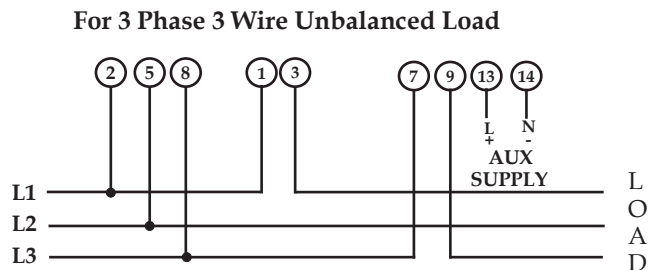 For 3 Phase 3 Wire Unbalanced Load
2 5 8 1 3 7 9 13 14
L N
+ -
AUX
SUPPLY
L1
L2
L3
L
O
A
D